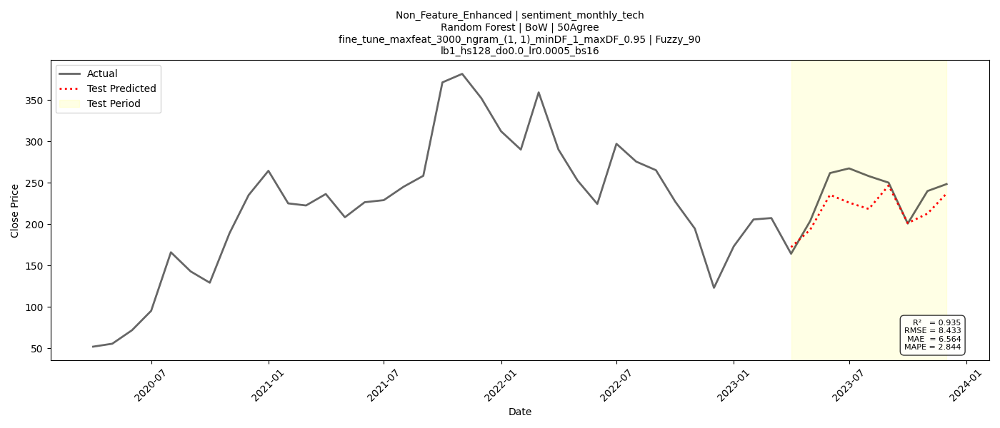 Non_Feature_Enhanced | sentiment_monthly_tech
Random Forest | BoW | 50Agree
fine_tune_maxfeat_3000_ngram_(1, 1)_minDF_1_maxDF_0.95 | Fuzzy_90
lb1_hs128_do0.0_lr0.0005_bs16
Actual
Test Predicted
Test Period
Close Price
350
300
250
200
150
100
50
R² = 0.935
RMSE = 8.433
MAE = 6.564
MAPE = 2.844
2020-07
2021-01
2021-07
2022-01
2022-07
2023-01
2023-07
2024-01
Date